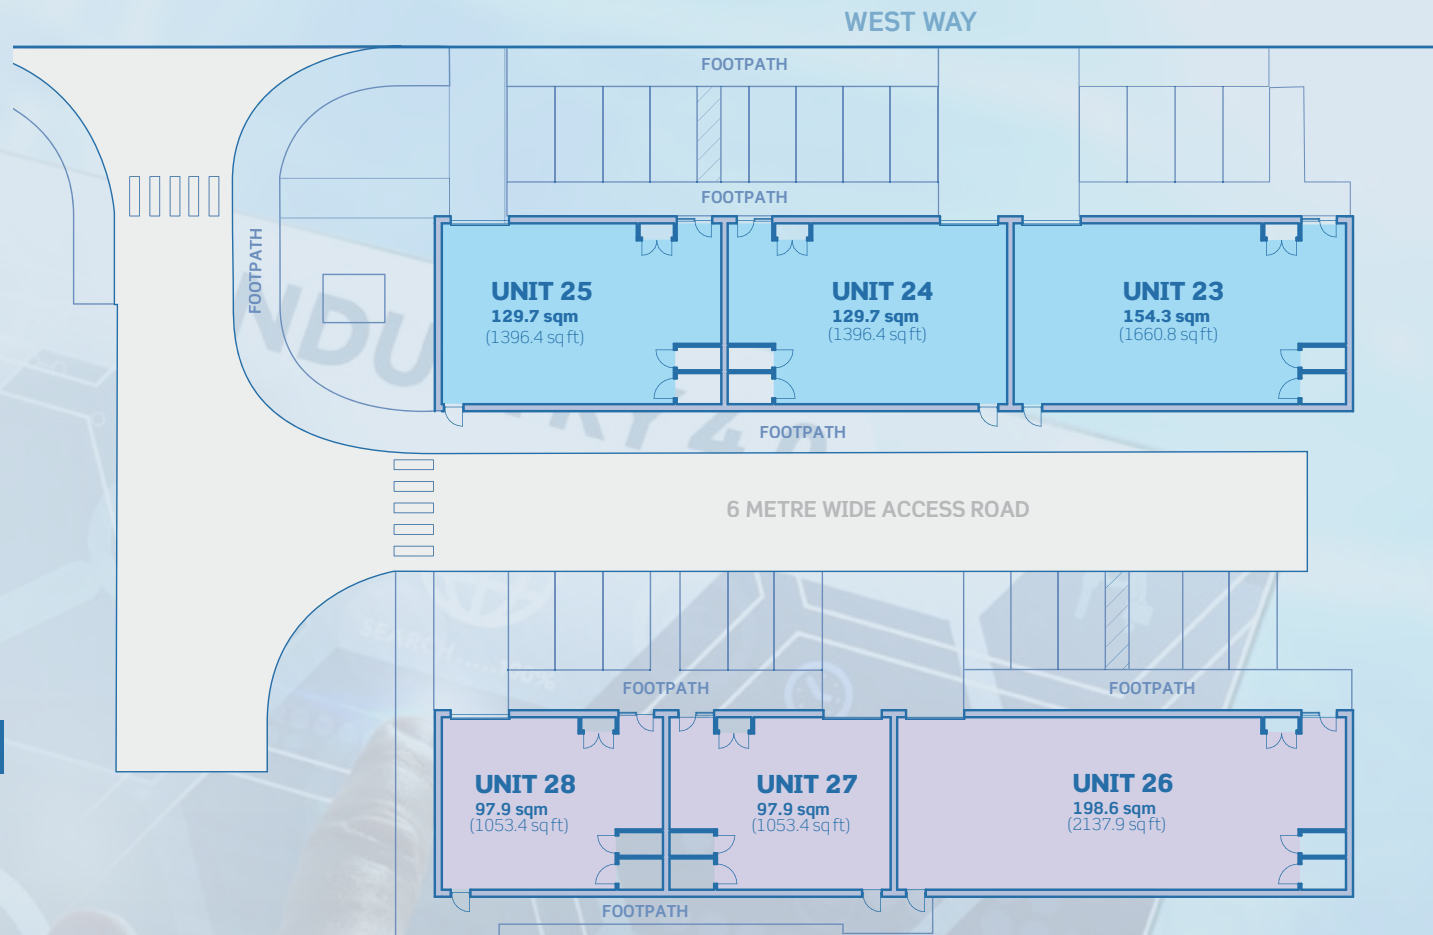 WEST WAY
FOOTPATH
FOOTPATH
FOOTPATH
UNIT 25
129.7 sqm
(1396.4 sq ft)
UNIT 24
129.7 sqm
(1396.4 sq ft)
UNIT 23
154.3 sqm
(1660.8 sq ft)
FOOTPATH
6 METRE WIDE ACCESS ROAD
SEARCH.....100%
FOOTPATH
FOOTPATH
UNIT 28
97.9 sqm
(1053.4 sq ft)
UNIT 27
97.9 sqm
(1053.4 sq ft)
UNIT 26
198.6 sqm
(2137.9 sq ft)
FOOTPATH